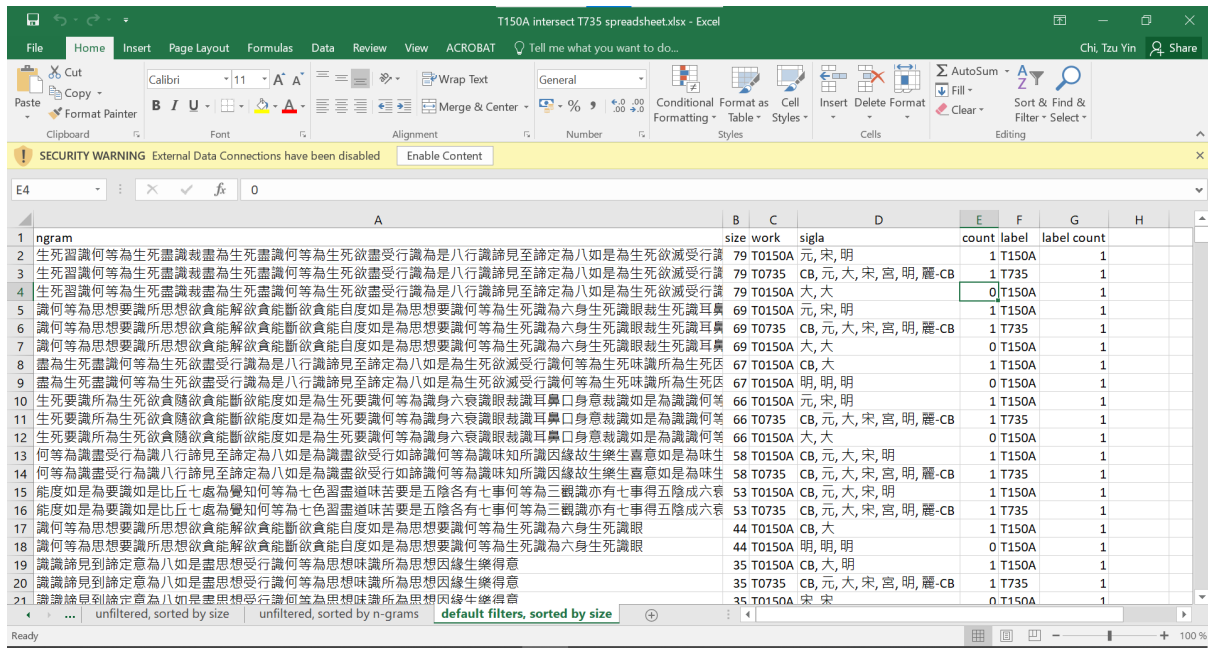 T150A intersect T735 spreadsheet.xlsx - Excel
File Home Insert Page Layout Formulas Data Review View ACROBAT Tell me what you want to do... Chi, Tzu Yin Share
Cut Calibri 11 Wrap Text General AutoSum
Copy Fill
Paste Format Painter B I U Merge & Center Conditional Formatting Format as Table Cell Styles Insert Delete Format Clear Sort & Filter Find & Select
Clipboard Font Alignment Number Styles Cells Editing
SECURITY WARNING External Data Connections have been disabled Enable Content
E4 fx 0
A B C D E F G H
1 ngram size work sigla count label label count
2 生死習識何等為生死盡識栽盡為生死盡識何等為生死欲盡受行識為是八行識諦見至諦定為八如是為生死欲滅受行識 79 T0150A 元, 宋, 明 1 T150A 1
3 生死習識何等為生死盡識栽盡為生死盡識何等為生死欲盡受行識為是八行識諦見至諦定為八如是為生死欲滅受行識 79 T0735 CB, 元, 大, 宋, 宮, 明, 麗-CB 1 T735 1
4 生死習識何等為生死盡識栽盡為生死盡識何等為生死欲盡受行識為是八行識諦見至諦定為八如是為生死欲滅受行識 79 T0150A 大, 大 0 T150A 1
5 識何等為思想要識所思想欲貪能解欲貪能斷欲貪能自度如是為思想要識何等為生死識為六身生死識眼栽生死識耳鼻 69 T0150A 元, 宋, 明 1 T150A 1
6 識何等為思想要識所思想欲貪能解欲貪能斷欲貪能自度如是為思想要識何等為生死識為六身生死識眼栽生死識耳鼻 69 T0735 CB, 元, 大, 宋, 宮, 明, 麗-CB 1 T735 1
7 識何等為思想要識所思想欲貪能解欲貪能斷欲貪能自度如是為思想要識何等為生死識為六身生死識眼栽生死識耳鼻 69 T0150A 大, 大 0 T150A 1
8 盡為生死盡識何等為生死欲盡受行識為是八行識諦見至諦定為八如是為生死欲滅受行識何等為生死味識所為生死因 67 T0150A CB, 大 1 T150A 1
9 盡為生死盡識何等為生死欲盡受行識為是八行識諦見至諦定為八如是為生死欲滅受行識何等為生死味識所為生死因 67 T0150A 明, 明, 明 0 T150A 1
10 生死要識所為生死欲貪隨欲貪能斷欲能度如是為生死要識何等為識身六衰識眼栽識耳鼻口身意栽識如是為識識何等 66 T0150A 元, 宋, 明 1 T150A 1
11 生死要識所為生死欲貪隨欲貪能斷欲能度如是為生死要識何等為識身六衰識眼栽識耳鼻口身意栽識如是為識識何等 66 T0735 CB, 元, 大, 宋, 宮, 明, 麗-CB 1 T735 1
12 生死要識所為生死欲貪隨欲貪能斷欲能度如是為生死要識何等為識身六衰識眼栽識耳鼻口身意栽識如是為識識何等 66 T0150A 大, 大 0 T150A 1
13 何等為識盡受行為識八行諦見至諦定為八如是為識盡欲受行如諦識何等為識味知所識因緣故生樂生喜意如是為味生 58 T0150A CB, 元, 大, 宋, 明 1 T150A 1
14 何等為識盡受行為識八行諦見至諦定為八如是為識盡欲受行如諦識何等為識味知所識因緣故生樂生喜意如是為味生 58 T0735 CB, 元, 大, 宋, 宮, 明, 麗-CB 1 T735 1
15 能度如是為要識如是比丘七處為覺知何等為七色習盡道味苦要是五陰各有七事何等為三觀識亦有七事得五陰成六衰 53 T0150A CB, 元, 大, 宋, 明 1 T150A 1
16 能度如是為要識如是比丘七處為覺知何等為七色習盡道味苦要是五陰各有七事何等為三觀識亦有七事得五陰成六衰 53 T0735 CB, 元, 大, 宋, 宮, 明, 麗-CB 1 T735 1
17 識何等為思想要識所思想欲貪能解欲貪能斷欲貪能自度如是為思想要識何等為生死識為六身生死識眼 44 T0150A CB, 大 1 T150A 1
18 識何等為思想要識所思想欲貪能解欲貪能斷欲貪能自度如是為思想要識何等為生死識為六身生死識眼 44 T0150A 明, 明, 明 0 T150A 1
19 識識諦見到諦定意為八如是盡思想受行識何等為思想味識所為思想因緣生樂得意 35 T0150A CB, 大, 明 1 T150A 1
20 識識諦見到諦定意為八如是盡思想受行識何等為思想味識所為思想因緣生樂得意 35 T0735 CB, 元, 大, 宋, 宮, 明, 麗-CB 1 T735 1
21 識識諦見到諦定意為八如是盡思想受行識何等為思想味識所為思想因緣生樂得意 35 T0150A 宋, 宋 0 T150A 1
... unfiltered, sorted by size unfiltered, sorted by n-grams default filters, sorted by size
Ready 100 %